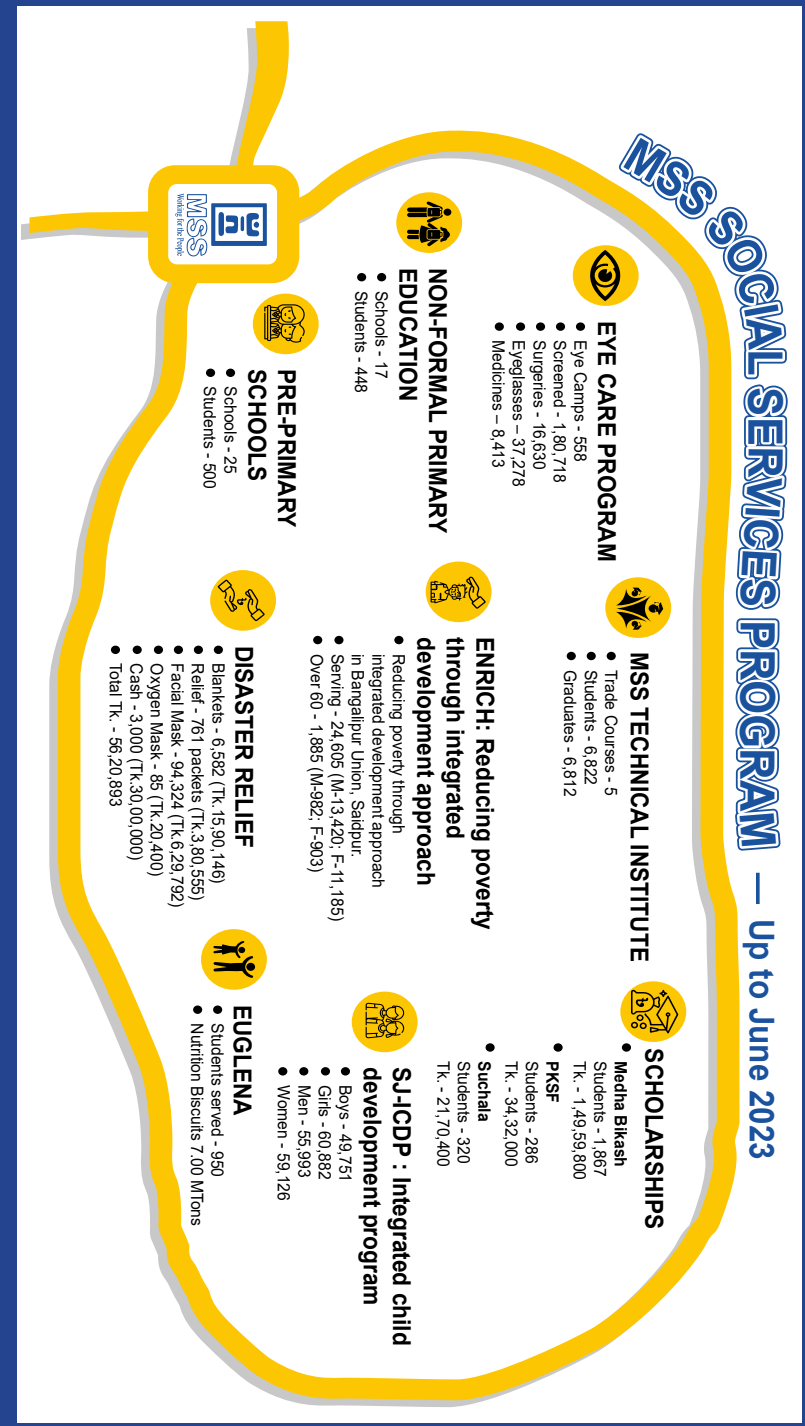 MSS SOCIAL SERVICES PROGRAM — Up to June 2023
MSS
Working for the People
EYE CARE PROGRAM
• Eye Camps - 558
• Screened - 1,80,718
• Surgeries - 16,630
• Eyeglasses – 37,278
• Medicines – 8,413
MSS TECHNICAL INSTITUTE
• Trade Courses - 5
• Students - 6,822
• Graduates - 6,812
SCHOLARSHIPS
• Medha Bikash
Students - 1,867
Tk. - 1,49,59,800
• PKSF
Students - 286
Tk. - 34,32,000
• Suchala
Students - 320
Tk. - 21,70,400
NON-FORMAL PRIMARY
EDUCATION
• Schools - 17
• Students - 448
ENRICH: Reducing poverty
through integrated
development approach
• Reducing poverty through
integrated development approach
in Bangalipur Union, Saidpur.
• Serving - 24,605 (M-13,420; F-11,185)
• Over 60 - 1,885 (M-982; F-903)
SJ-ICDP : Integrated child
development program
• Boys - 49,751
• Girls - 60,882
• Men - 55,993
• Women - 59,126
PRE-PRIMARY
SCHOOLS
• Schools - 25
• Students - 500
DISASTER RELIEF
• Blankets - 6,582 (Tk.15,90,146)
• Relief - 761 packets (Tk.3,80,555)
• Facial Mask - 94,324 (Tk.6,29,792)
• Oxygen Mask - 85 (Tk.20,400)
• Cash - 3,000 (Tk.30,00,000)
• Total Tk. - 56,20,893
EUGLENA
• Students served - 950
• Nutrition Biscuits 7.00 MTons